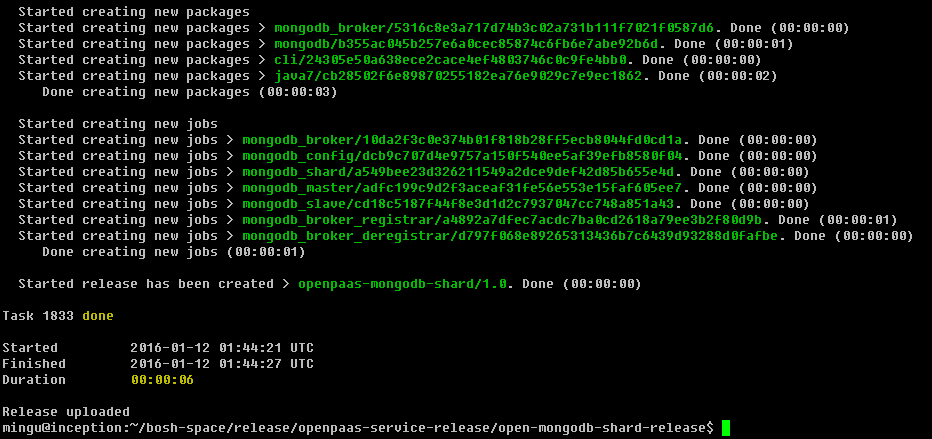 Started creating new packages
Started creating new packages > mongodb_broker/5316c8e3a717d74b3c02a731b111f7021f0587d6. Done (00:00:00)
Started creating new packages > mongodb/b355ac045b257e6a0cec85874c6fb6e7abe92b6d. Done (00:00:01)
Started creating new packages > cli/24305e50a638ece2cace4ef4803746c0c9fe4bb0. Done (00:00:00)
Started creating new packages > java7/cb28502f6e89870255182ea76e9029c7e9ec1862. Done (00:00:02)
Done creating new packages (00:00:03)
Started creating new jobs
Started creating new jobs > mongodb_broker/10da2f3c0e374b01f818b28ff5ecb8044fd0cd1a. Done (00:00:00)
Started creating new jobs > mongodb_config/dcb9c707d4e9757a150f540ee5af39efb8580f04. Done (00:00:00)
Started creating new jobs > mongodb_shard/a549bee23d326211549a2dce9def42d85b655e4d. Done (00:00:00)
Started creating new jobs > mongodb_master/adfc199c9d2f3aceaf31fe56e553e15faf605ee7. Done (00:00:00)
Started creating new jobs > mongodb_slave/cd18c5187f44f8e3d1d2c7937047cc748a851a43. Done (00:00:00)
Started creating new jobs > mongodb_broker_registrar/a4892a7dfec7acdc7ba0cd2618a79ee3b2f80d9b. Done (00:00:01)
Started creating new jobs > mongodb_broker_deregistrar/d797f068e89265313436b7c6439d93288d0fafbe. Done (00:00:00)
Done creating new jobs (00:00:01)
Started release has been created > openpaas-mongodb-shard/1.0. Done (00:00:00)
Task 1833 done
Started 2016-01-12 01:44:21 UTC
Finished 2016-01-12 01:44:27 UTC
Duration 00:00:06
Release uploaded
mingu@inception:~/bosh-space/release/openpaas-service-release/open-mongodb-shard-release$